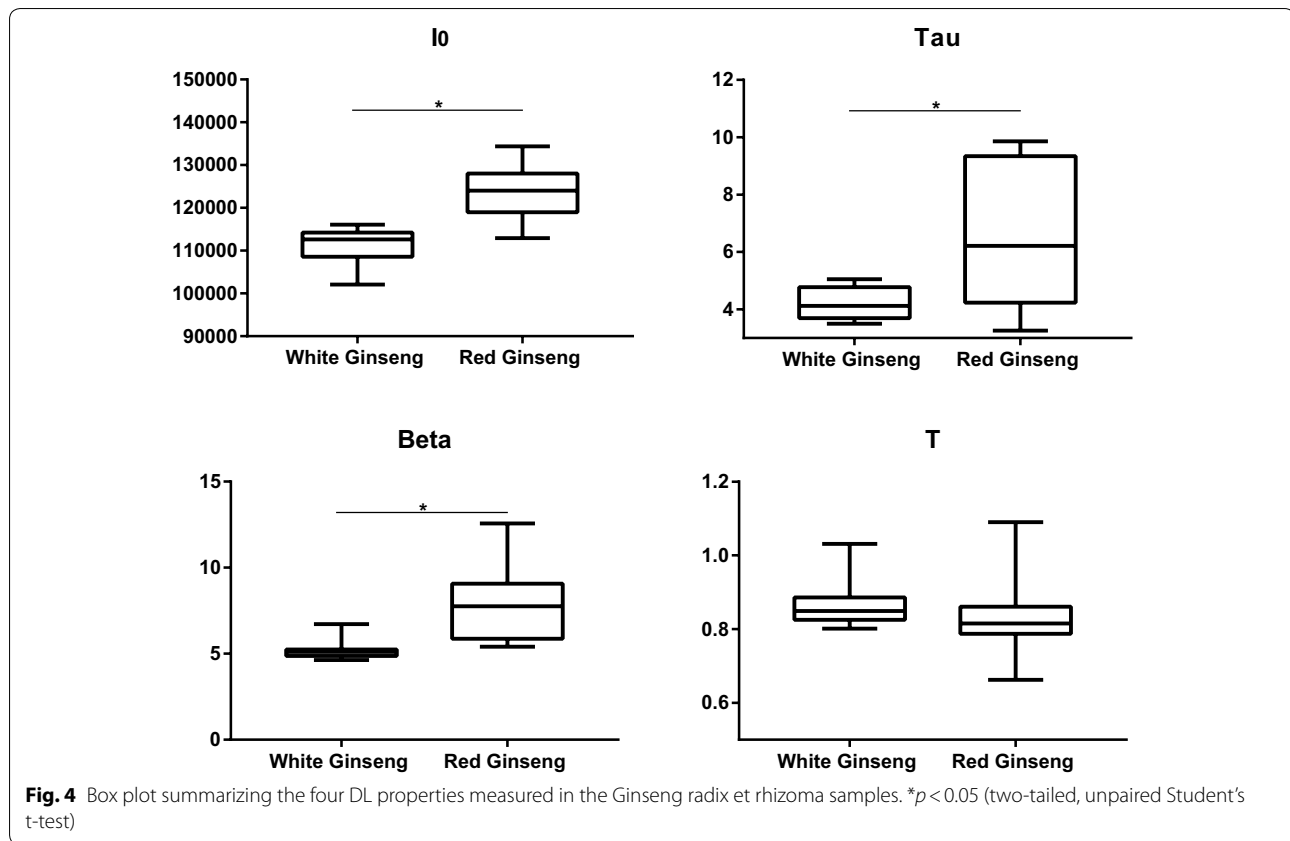 I0
150000
140000
130000
120000
110000
100000
90000
*
White Ginseng Red Ginseng
Tau
12
10
8
6
4
*
White Ginseng Red Ginseng
Beta
15
10
5
0
*
White Ginseng Red Ginseng
T
1.2
1.0
0.8
0.6
White Ginseng Red Ginseng
Fig. 4 Box plot summarizing the four DL properties measured in the Ginseng radix et rhizoma samples. *p < 0.05 (two-tailed, unpaired Student’s
t-test)